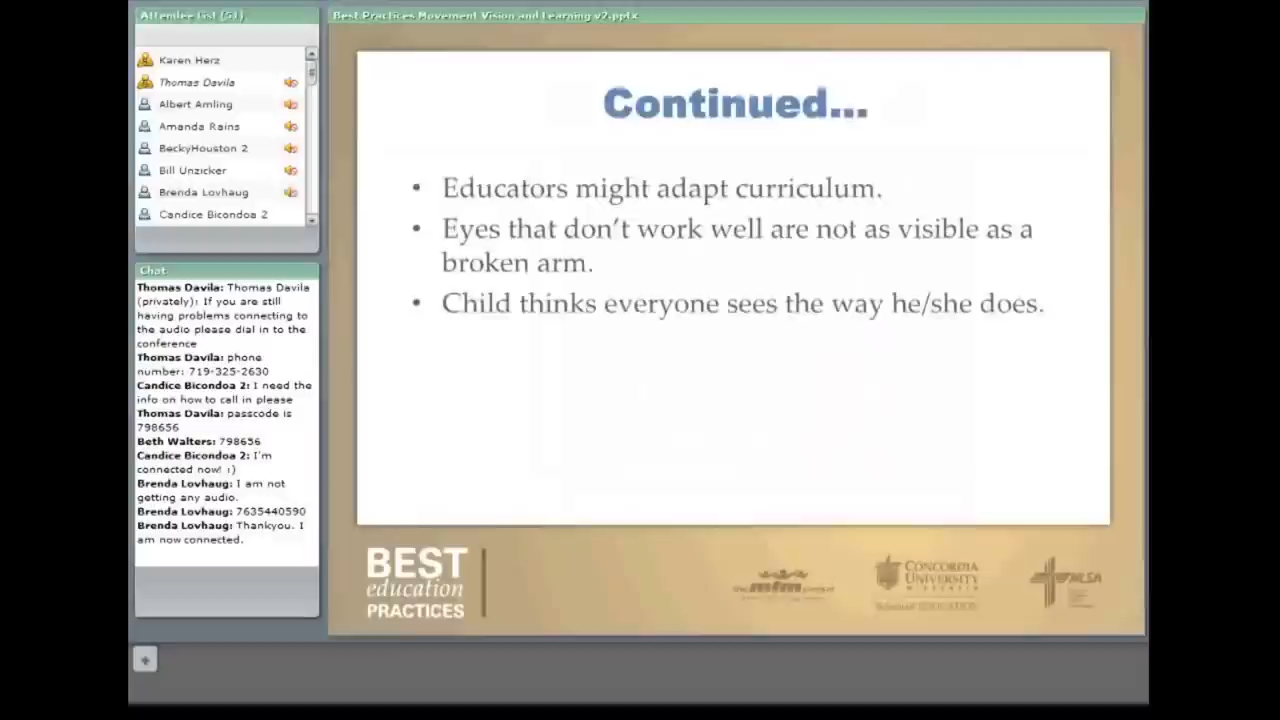 Attendee List (51)
Karen Herz
Thomas Davila
Albert Amling
Amanda Rains
BeckyHouston 2
Bill Unzicker
Brenda Lovhaug
Candice Bicondoa 2
Chat
Thomas Davila: Thomas Davila
(privately): If you are still
having problems connecting to
the audio please dial in to the
conference
Thomas Davila: phone
number: 719-325-2630
Candice Bicondoa 2: I need the
info on how to call in please
Thomas Davila: passcode is
798656
Beth Walters: 798656
Candice Bicondoa 2: I'm
connected now! :)
Brenda Lovhaug: I am not
getting any audio.
Brenda Lovhaug: 7635440590
Brenda Lovhaug: Thankyou. I
am now connected.
Best Practices Movement Vision and Learning v2.pptx
Continued...
• Educators might adapt curriculum.
• Eyes that don’t work well are not as visible as a
broken arm.
• Child thinks everyone sees the way he/she does.
BEST
education
PRACTICES
CONCORDIA
UNIVERSITY